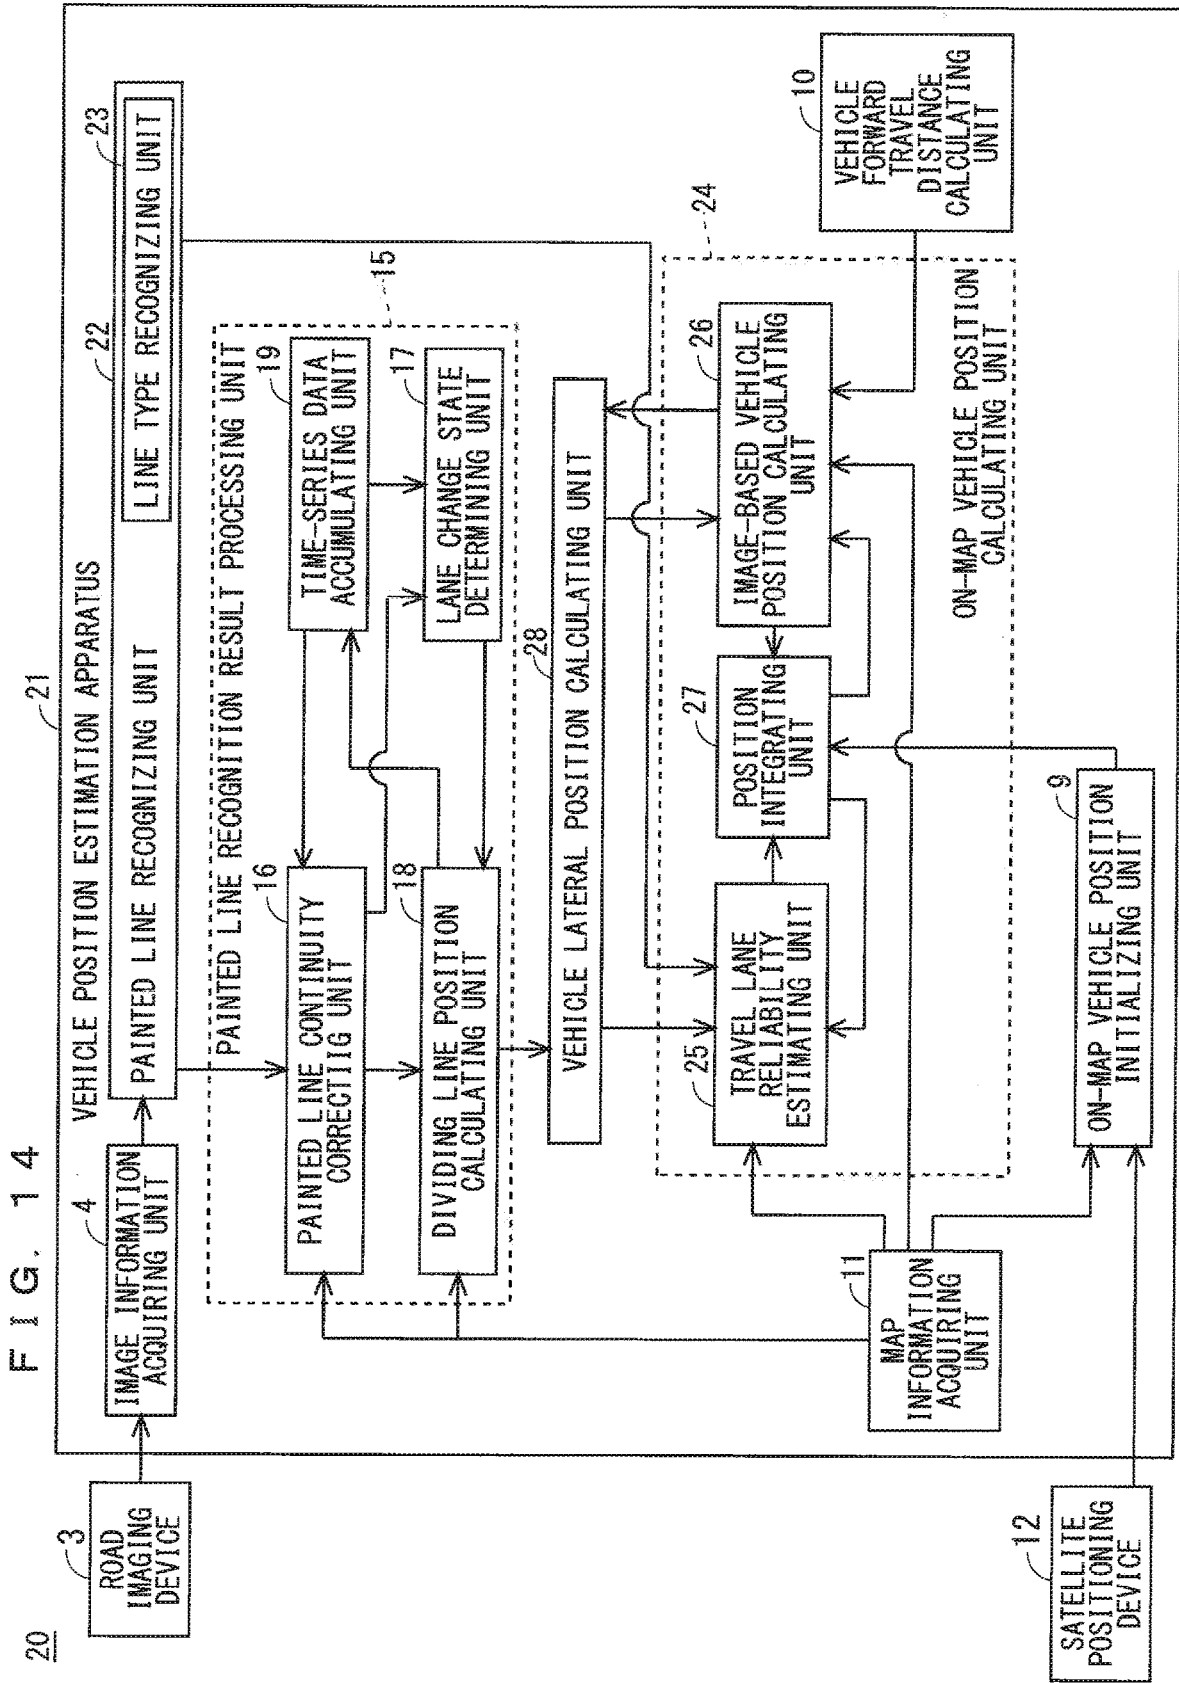 FIG. 14
20
3
ROAD
IMAGING
DEVICE
4
IMAGE INFORMATION
ACQUIRING UNIT
21
VEHICLE POSITION ESTIMATION APPARATUS
22
PAINTED LINE RECOGNIZING UNIT
23
LINE TYPE RECOGNIZING UNIT
PAINTED LINE RECOGNITION RESULT PROCESSING UNIT
15
16
PAINTED LINE CONTINUITY
CORRECTIG UNIT
19
TIME-SERIES DATA
ACCUMULATING UNIT
18
DIVIDING LINE POSITION
CALCULATING UNIT
17
LANE CHANGE STATE
DETERMINING UNIT
28
VEHICLE LATERAL POSITION CALCULATING UNIT
24
25
TRAVEL LANE
RELIABILITY
ESTIMATING UNIT
27
POSITION
INTEGRATING
UNIT
26
IMAGE-BASED VEHICLE
POSITION CALCULATING
UNIT
10
VEHICLE
FORWARD
TRAVEL
DISTANCE
CALCULATING
UNIT
ON-MAP VEHICLE POSITION
CALCULATING UNIT
11
MAP
INFORMATION
ACQUIRING
UNIT
9
ON-MAP VEHICLE POSITION
INITIALIZING UNIT
12
SATELLITE
POSITIONING
DEVICE